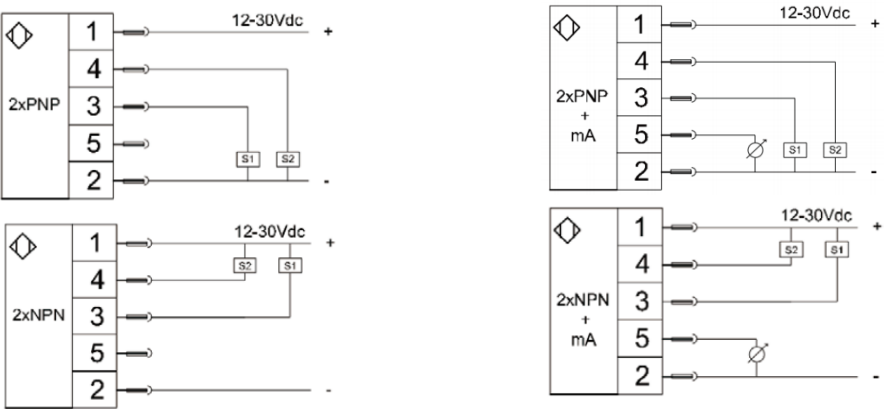 12-30Vdc
1 +
4
2xPNP 3
5
S1 S2
2 -
12-30Vdc
1 +
4
2xPNP + mA 3
5
S1 S2
2 -
12-30Vdc
1 +
S2 S1
4
2xNPN 3
5
2 -
12-30Vdc
1 +
S2 S1
4
2xNPN + mA 3
5
2 -